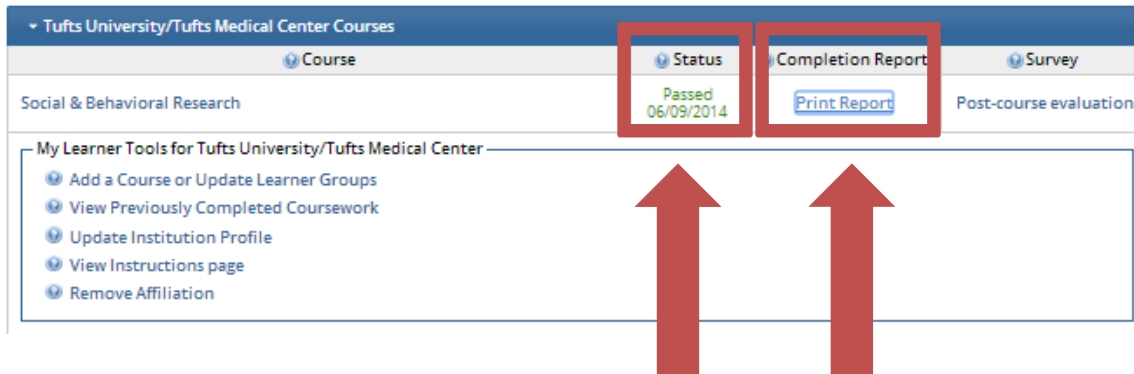 Tufts University/Tufts Medical Center Courses
Course Status Completion Report Survey
Social & Behavioral Research Passed 06/09/2014 Print Report Post-course evaluation
My Learner Tools for Tufts University/Tufts Medical Center
Add a Course or Update Learner Groups
View Previously Completed Coursework
Update Institution Profile
View Instructions page
Remove Affiliation